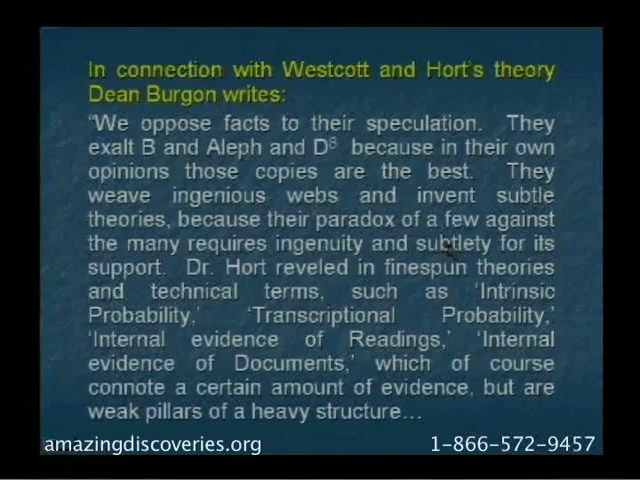 In connection with Westcott and Hort's theory
Dean Burgon writes:
“We oppose facts to their speculation. They
exalt B and Aleph and D⁸ because in their own
opinions those copies are the best. They
weave ingenious webs and invent subtle
theories, because their paradox of a few against
the many requires ingenuity and subtlety for its
support. Dr. Hort reveled in finespun theories
and technical terms, such as ‘Intrinsic
Probability,’ ‘Transcriptional Probability,’
‘Internal evidence of Readings,’ ‘Internal
evidence of Documents,’ which of course
connote a certain amount of evidence, but are
weak pillars of a heavy structure…
amazingdiscoveries.org 1-866-572-9457